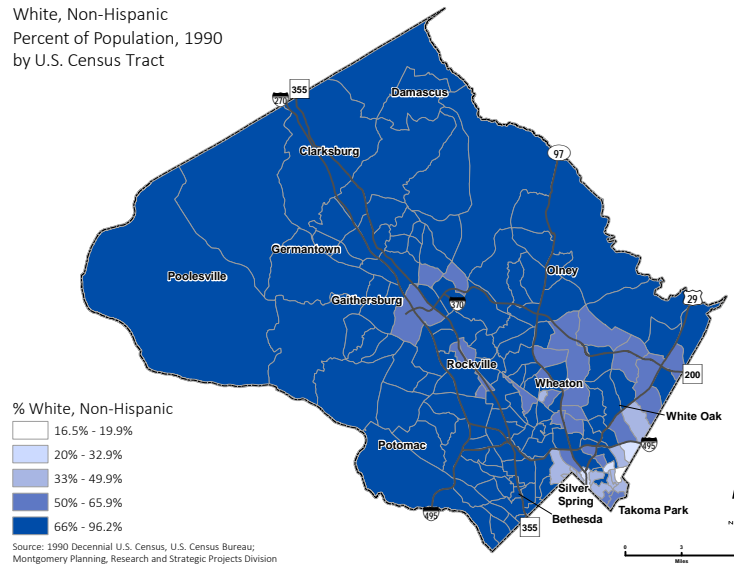 White, Non-Hispanic
Percent of Population, 1990
by U.S. Census Tract
355
270
Damascus
97
Clarksburg
Germantown
Olney
Poolesville
29
Gaithersburg
370
Rockville
200
Wheaton
% White, Non-Hispanic
White Oak
16.5% - 19.9%
20% - 32.9%
Potomac
495
33% - 49.9%
50% - 65.9%
Silver
Spring
Takoma Park
66% - 96.2%
495
355
Bethesda
Source: 1990 Decennial U.S. Census, U.S. Census Bureau;
Montgomery Planning, Research and Strategic Projects Division
0 3
Miles